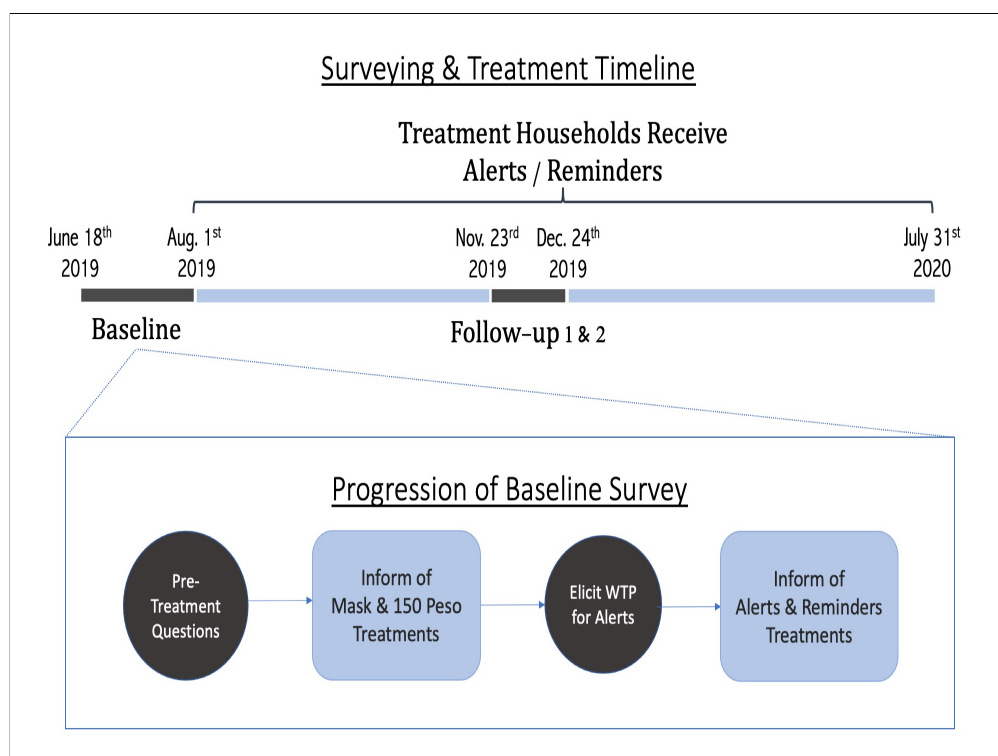 Surveying & Treatment Timeline
Treatment Households Receive
Alerts / Reminders
June 18th
2019
Aug. 1st
2019
Nov. 23rd
2019
Dec. 24th
2019
July 31st
2020
Baseline
Follow-up 1 & 2
Progression of Baseline Survey
Pre-
Treatment
Questions
Inform of
Mask & 150 Peso
Treatments
Elicit WTP
for Alerts
Inform of
Alerts & Reminders
Treatments